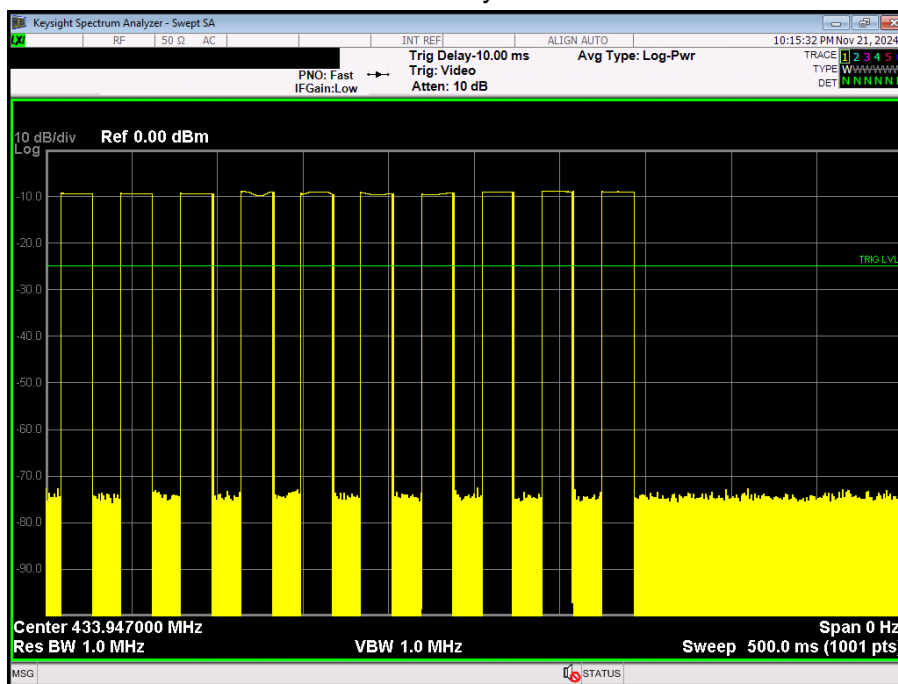 Keysight Spectrum Analyzer - Swept SA
LXI RF 50 Ω AC INT REF ALIGN AUTO 10:15:32 PM Nov 21, 2024
Trig Delay-10.00 ms Avg Type: Log-Pwr TRACE 1 2 3 4 5
PNO: Fast Trig: Video TYPE WWWWWW
IFGain:Low Atten: 10 dB DET N N N N N
10 dB/div Ref 0.00 dBm
Log
-10.0
-20.0
TRIG LVL
-30.0
-40.0
-50.0
-60.0
-70.0
-80.0
-90.0
Center 433.947000 MHz Span 0 Hz
Res BW 1.0 MHz VBW 1.0 MHz Sweep 500.0 ms (1001 pts)
MSG STATUS